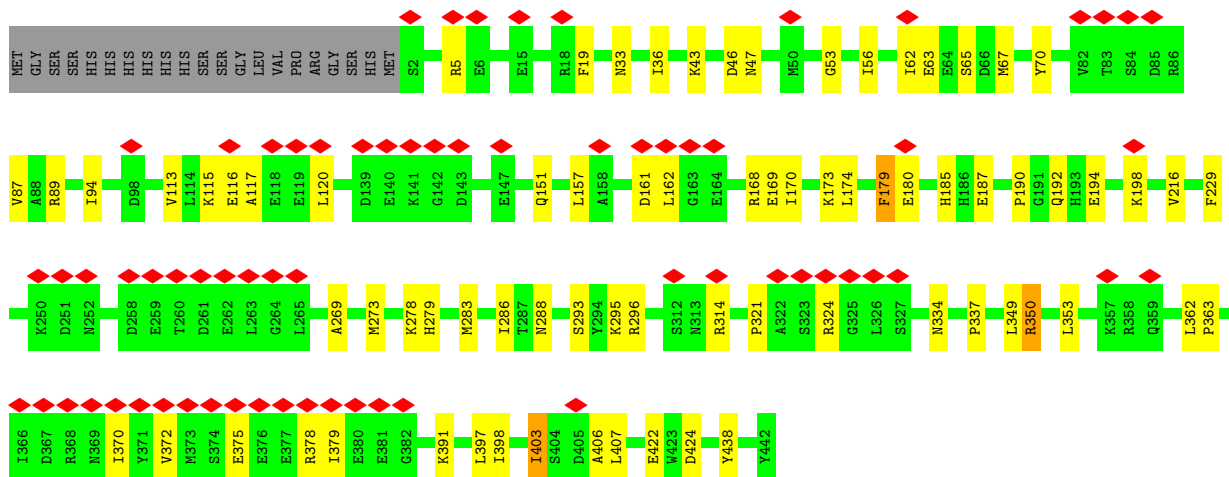 MET GLY SER SER HIS HIS HIS HIS HIS HIS SER SER GLY LEU VAL PRO ARG GLY SER HIS MET S2 R5 E6 E15 R18 F19 N33 I36 K43 D46 N47 M50 G53 I56 I62 E63 E64 S65 D66 M67 Y70 V82 T83 S84 D85 R86
V87 A88 R89 I94 D98 V113 L114 K115 E116 A117 E118 E119 L120 D139 E140 K141 G142 D143 E147 Q151 L157 A158 D161 L162 G163 E164 R168 E169 I170 K173 L174 F179 E180 H185 H186 E187 P190 G191 Q192 H193 E194 K198 V216 F229
K250 D251 N252 D258 E259 T260 D261 E262 L263 G264 L265 A269 M273 K278 H279 M283 I286 T287 N288 S293 Y294 K295 R296 S312 N313 R314 P321 A322 S323 R324 G325 L326 S327 N334 P337 L349 R350 L353 K357 R358 Q359 L362 P363
I366 D367 R368 N369 I370 Y371 V372 M373 S374 E375 E376 E377 R378 I379 E380 E381 G382 K391 L397 I398 I403 S404 D405 A406 L407 E422 W423 D424 Y438 Y442